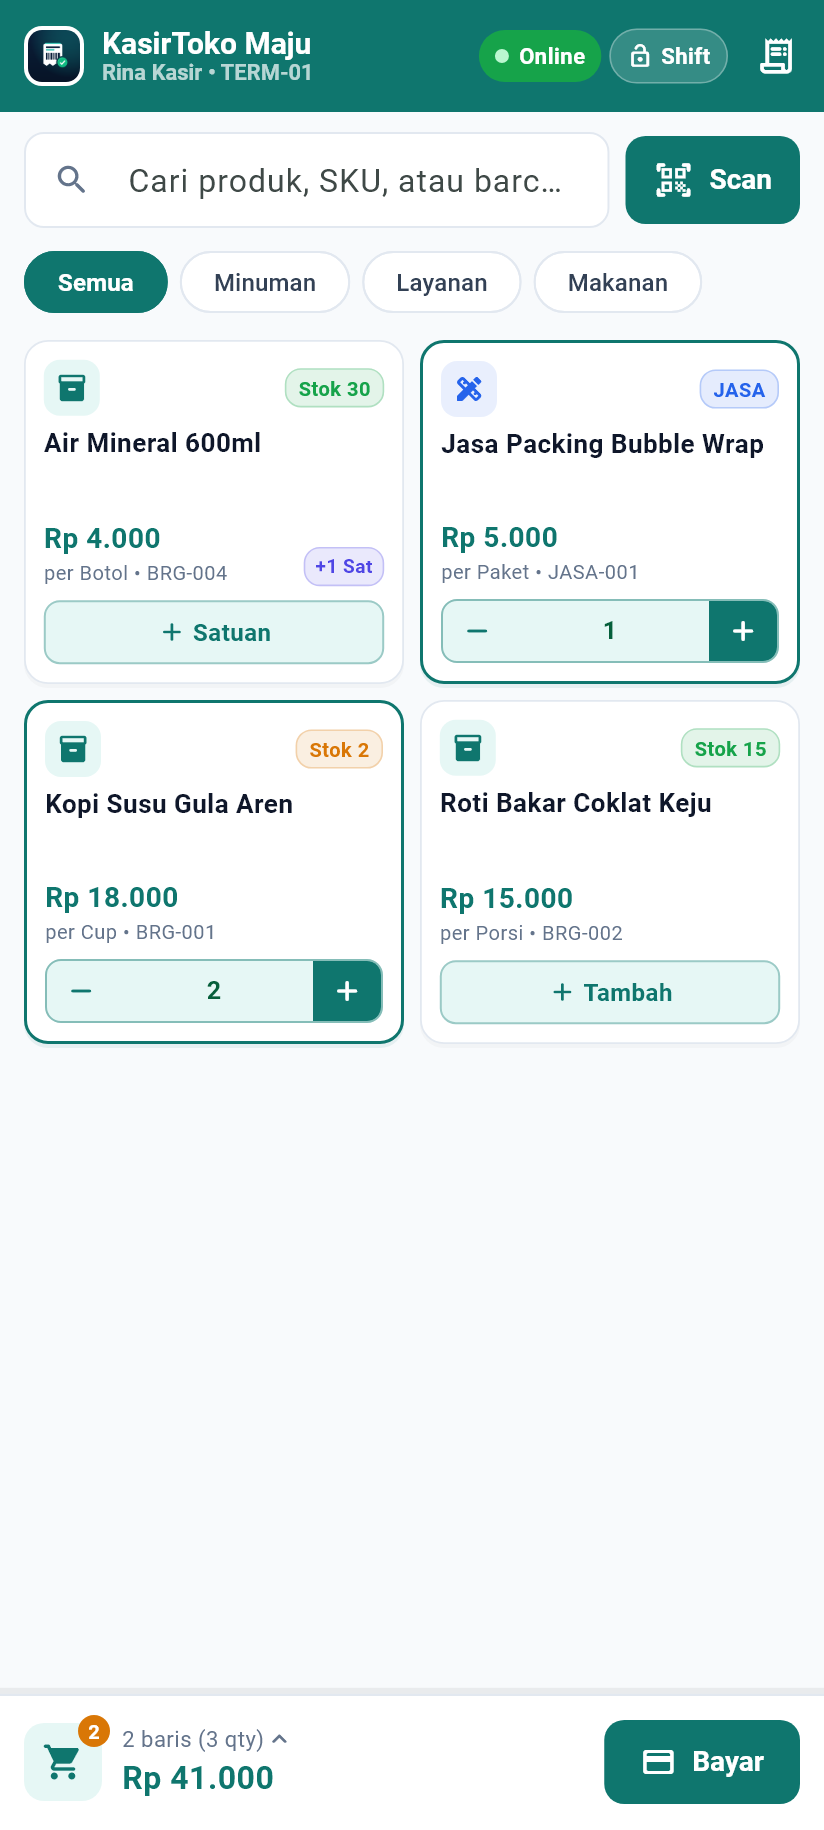 KasirToko Maju
Rina Kasir • TERM-01
Online
Shift
Cari produk, SKU, atau barc...
Scan
Semua
Minuman
Layanan
Makanan
Stok 30
Air Mineral 600ml
Rp 4.000
per Botol • BRG-004
+1 Sat
+ Satuan
JASA
Jasa Packing Bubble Wrap
Rp 5.000
per Paket • JASA-001
− 1 +
Stok 2
Kopi Susu Gula Aren
Rp 18.000
per Cup • BRG-001
− 2 +
Stok 15
Roti Bakar Coklat Keju
Rp 15.000
per Porsi • BRG-002
+ Tambah
2
2 baris (3 qty)
Rp 41.000
Bayar